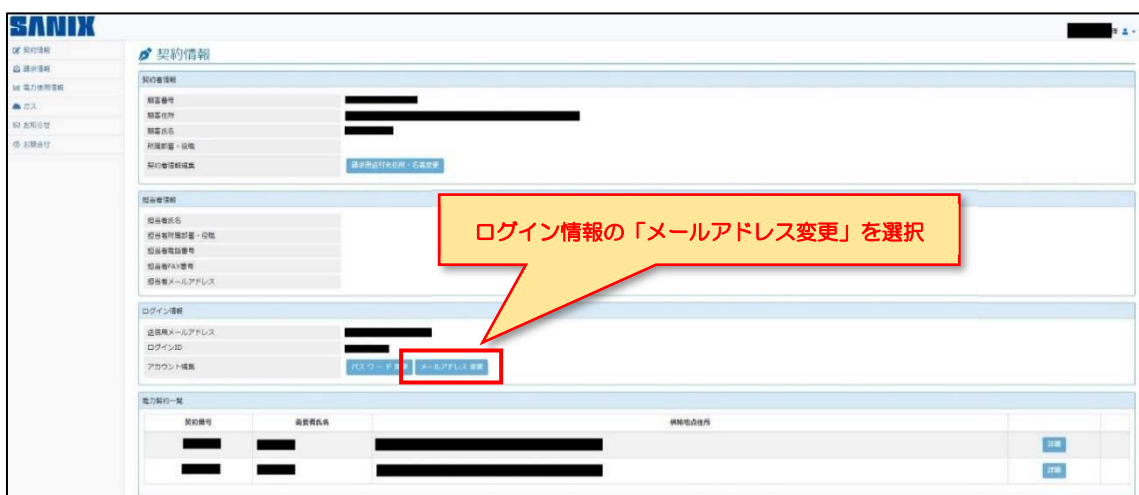 SANIX
様
契約情報
請求情報
電力使用情報
ガス
お知らせ
お問合せ
契約情報
契約者情報
顧客番号
顧客住所
顧客氏名
所属部署・役職
契約者情報編集
請求書送付先住所・名義変更
担当者情報
担当者氏名
担当者所属部署・役職
担当者電話番号
担当者FAX番号
担当者メールアドレス
ログイン情報の「メールアドレス変更」を選択
ログイン情報
送信用メールアドレス
ログインID
アカウント編集
パスワード変更 メールアドレス変更
電力契約一覧
契約番号 需要者氏名 供給地点住所
詳細
詳細